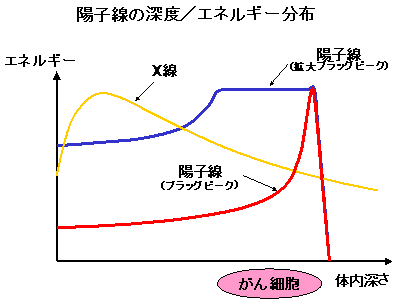 陽子線の深度／エネルギー分布
エネルギー
X線
陽子線
（拡大ブラッグピーク）
陽子線
（ブラッグピーク）
がん細胞
体内深さ